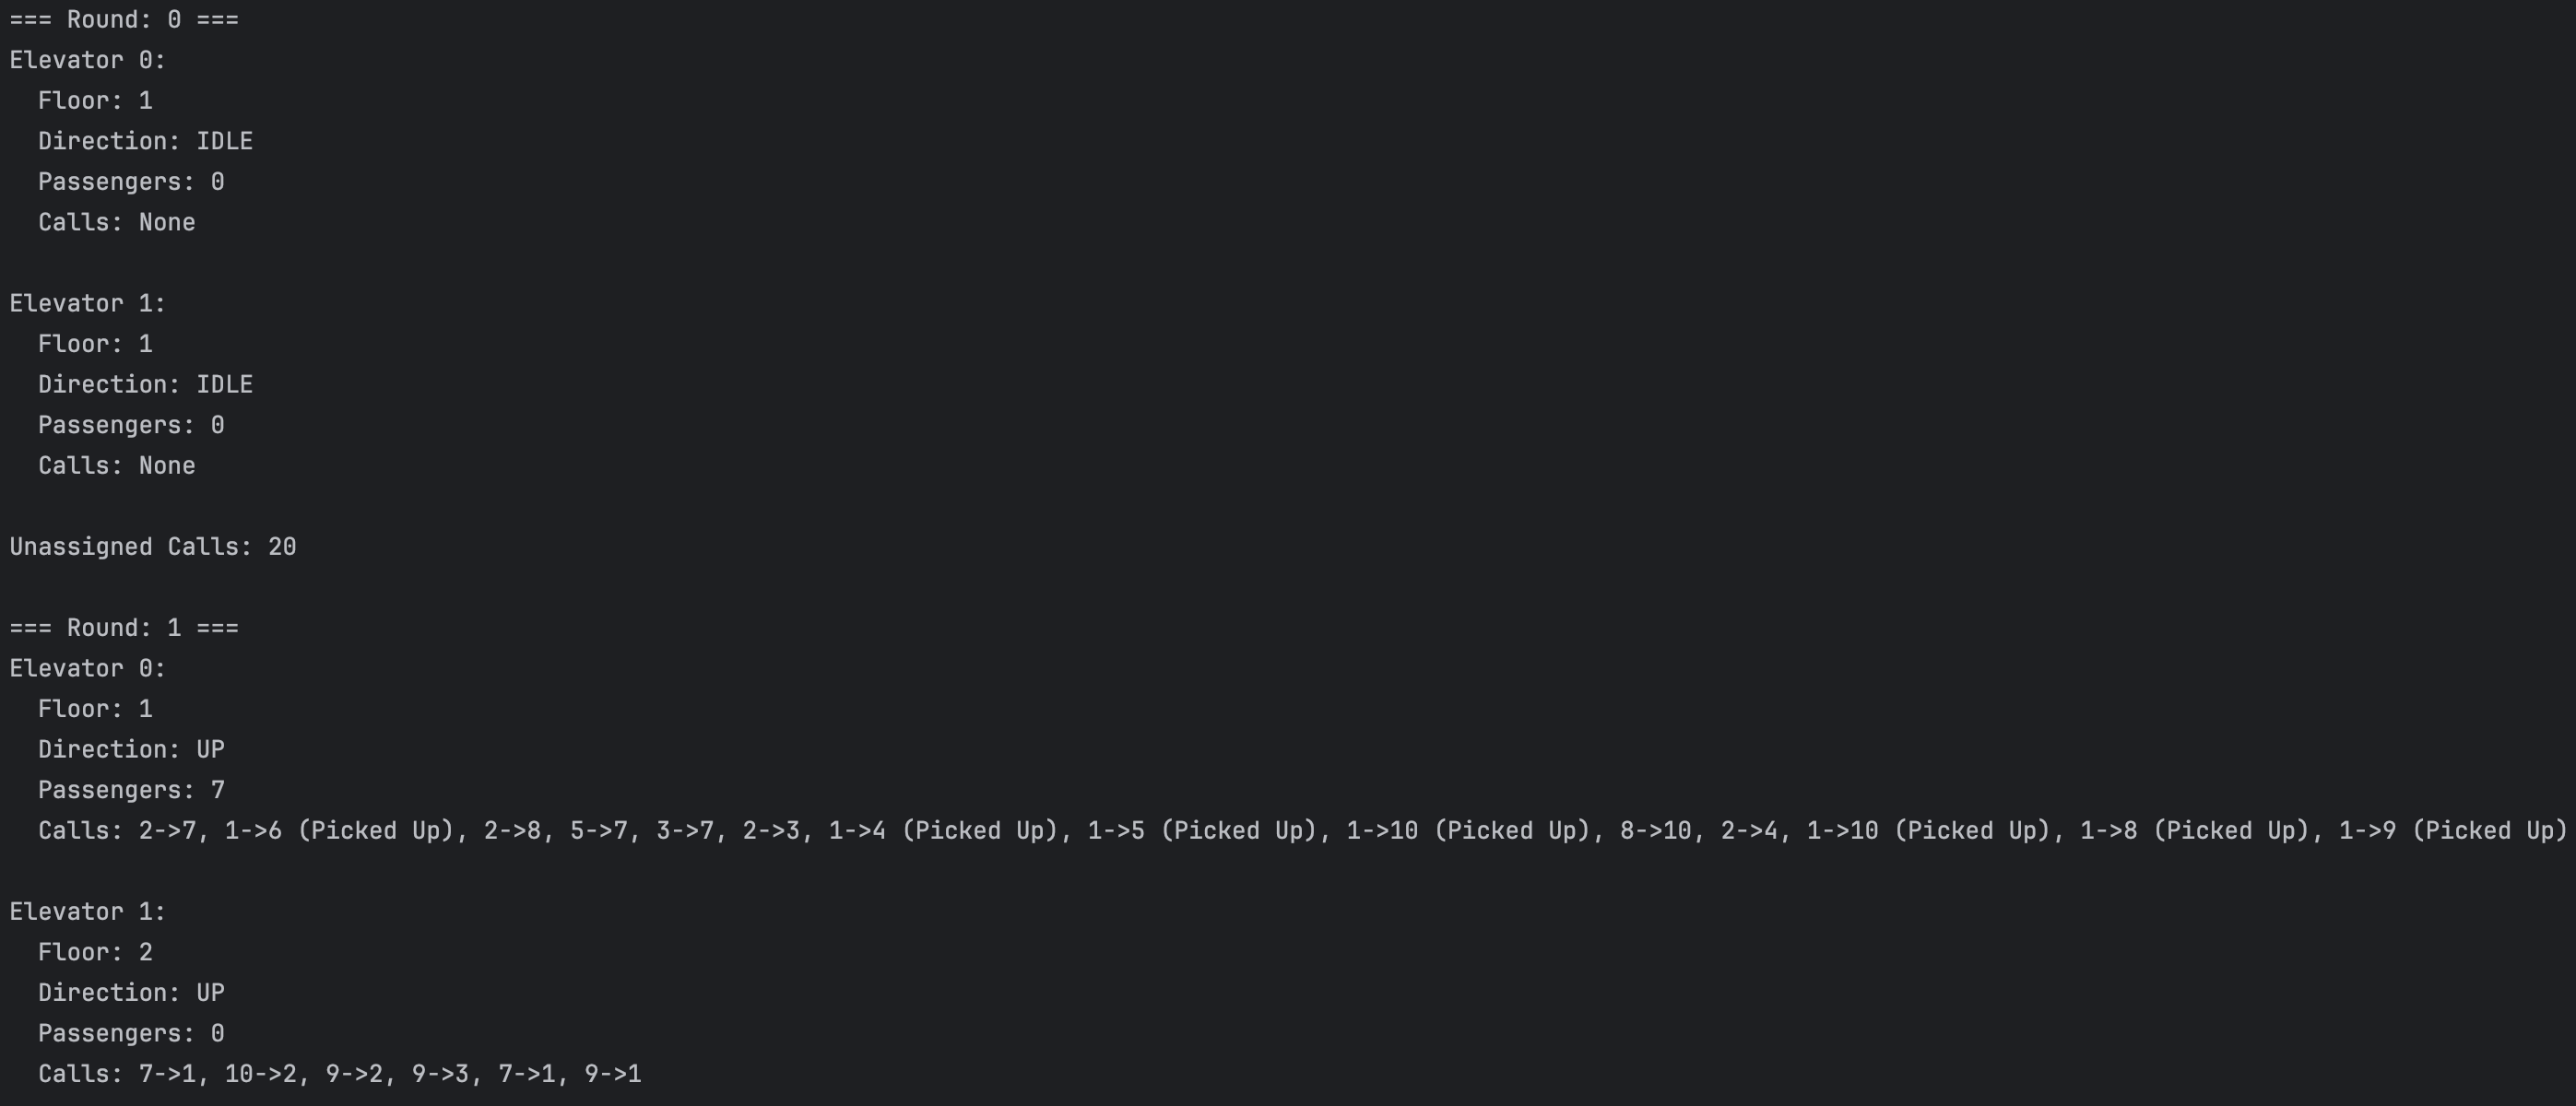 === Round: 0 ===
Elevator 0:
  Floor: 1
  Direction: IDLE
  Passengers: 0
  Calls: None

Elevator 1:
  Floor: 1
  Direction: IDLE
  Passengers: 0
  Calls: None

Unassigned Calls: 20

=== Round: 1 ===
Elevator 0:
  Floor: 1
  Direction: UP
  Passengers: 7
  Calls: 2->7, 1->6 (Picked Up), 2->8, 5->7, 3->7, 2->3, 1->4 (Picked Up), 1->5 (Picked Up), 1->10 (Picked Up), 8->10, 2->4, 1->10 (Picked Up), 1->8 (Picked Up), 1->9 (Picked Up)

Elevator 1:
  Floor: 2
  Direction: UP
  Passengers: 0
  Calls: 7->1, 10->2, 9->2, 9->3, 7->1, 9->1